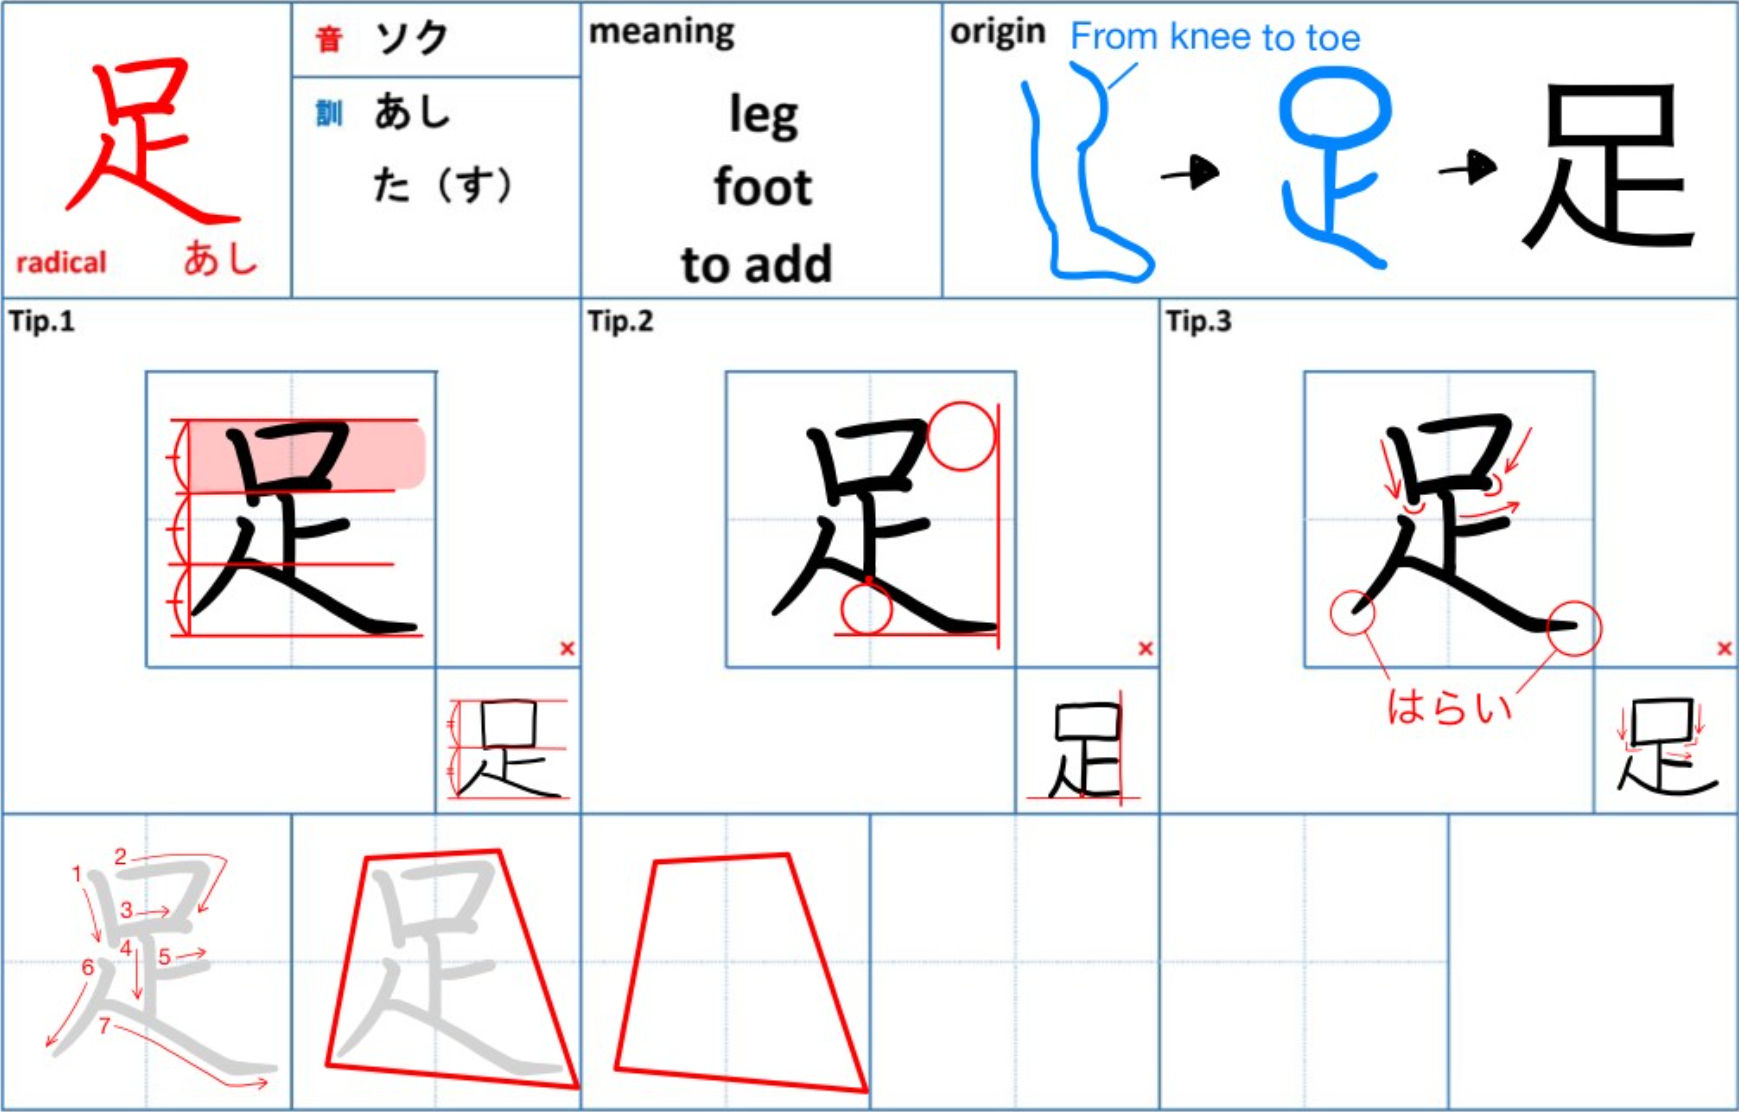 足
radical あし
音 ソク
訓 あし
た（す）
meaning
leg
foot
to add
origin From knee to toe
足
Tip.1
足
×
足
Tip.2
足
×
足
Tip.3
足
はらい
×
足
1 2 3 4 5 6 7
足
足